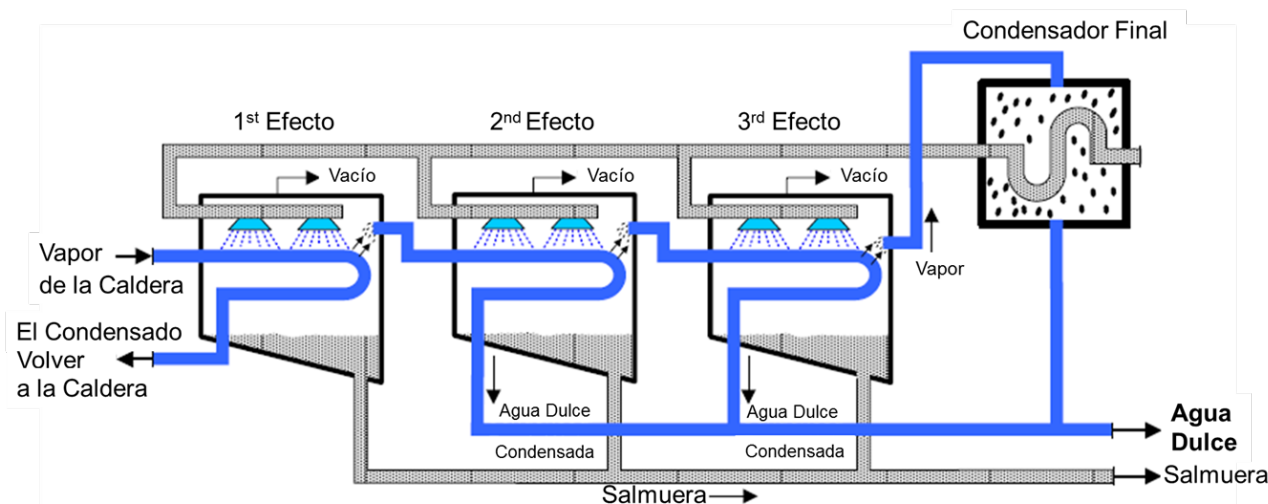 Condensador Final
1st Efecto
2nd Efecto
3rd Efecto
Vacío
Vacío
Vacío
Vapor
de la Caldera
Vapor
El Condensado
Volver
a la Caldera
Agua Dulce
Condensada
Agua Dulce
Condensada
Agua
Dulce
Salmuera
Salmuera